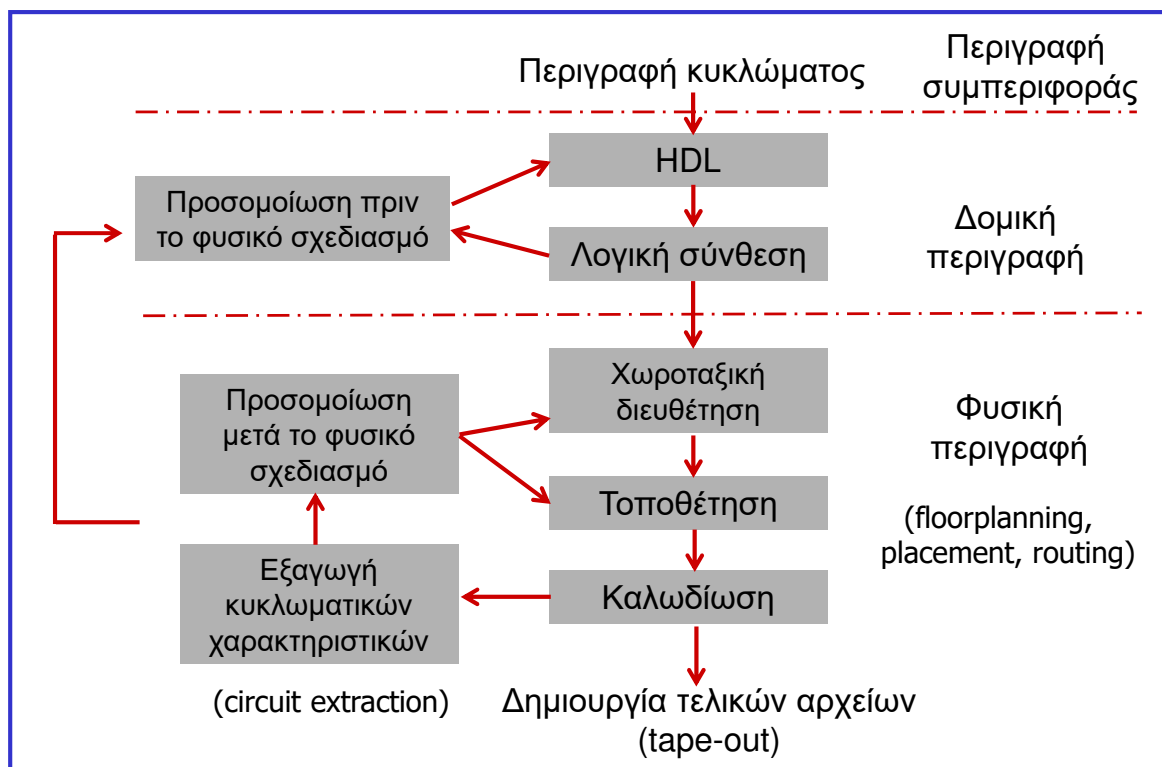 Περιγραφή κυκλώματος
Περιγραφή
συμπεριφοράς
HDL
Προσομοίωση πριν
το φυσικό σχεδιασμό
Λογική σύνθεση
Δομική
περιγραφή
Χωροταξική
διευθέτηση
Προσομοίωση
μετά το φυσικό
σχεδιασμό
Φυσική
περιγραφή
Τοποθέτηση
(floorplanning,
placement, routing)
Εξαγωγή
κυκλωματικών
χαρακτηριστικών
Καλωδίωση
(circuit extraction)
Δημιουργία τελικών αρχείων
(tape-out)